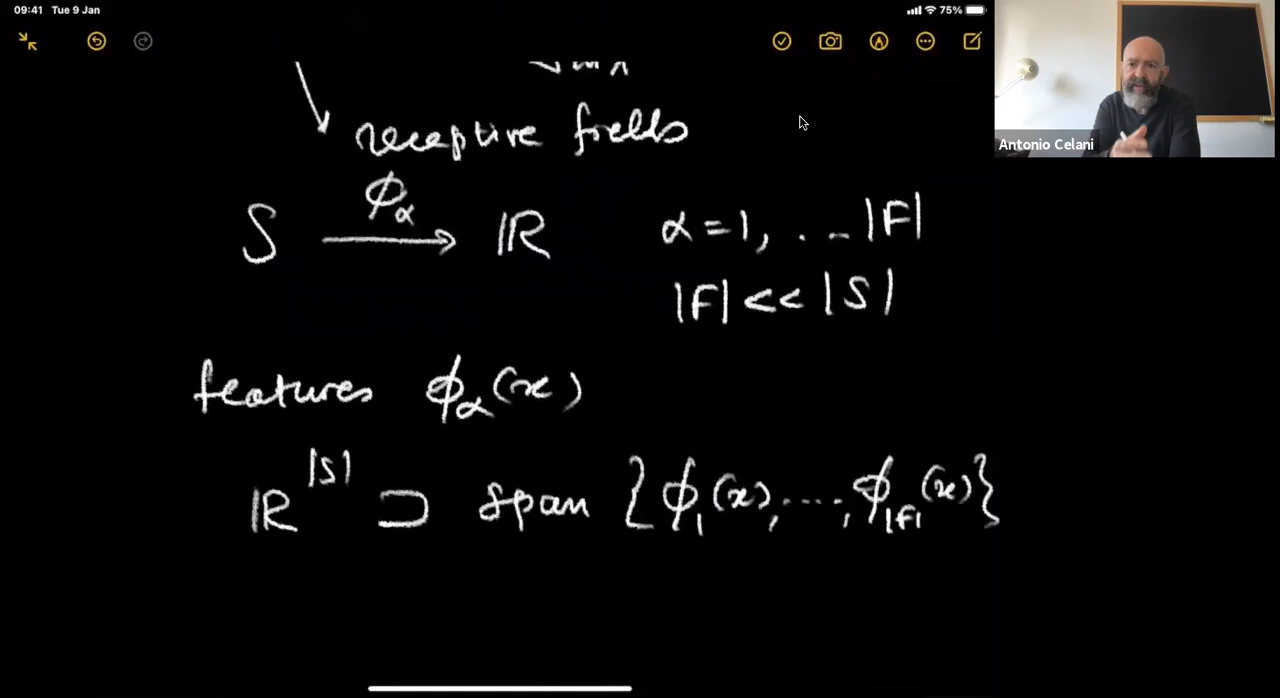 09:41 Tue 9 Jan
75%
Antonio Celani
receptive fields
S —ϕα→ ℝ α = 1, . .. |F|
|F| << |S|
features ϕα(x)
ℝ^|S| ⊃ span {ϕ₁(x), ...., ϕ|F|(x)}